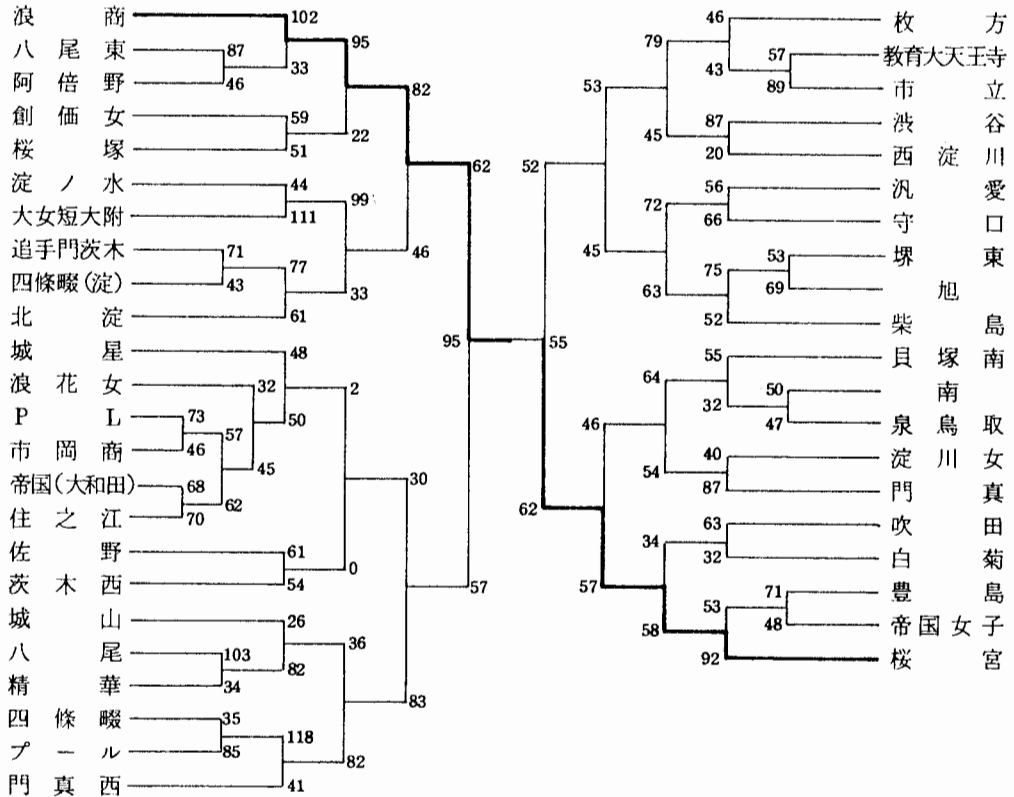 浪商 102
95
八尾東 87
33
阿倍野 46
82
創価女 59
22
桜塚 51
62
淀ノ水 44
99
大女短大附 111
46
追手門茨木 71
77
四條畷(淀) 43
33
北淀 61
95
城星 48
2
浪花女 32
50
PL 73
57
市岡商 46
45
30
帝国(大和田) 68
62
住之江 70
佐野 61
0
茨木西 54
57
城山 26
36
八尾 103
82
精華 34
83
四條畷 35
118
プール 85
82
門真西 41
46 枚方
79
57 教育大天王寺
43
89 市立
53
87 渋谷
45
20 西淀川
52
56 汎愛
72
66 守口
45
53 堺東
75
69 旭
63
52 柴島
55
55 貝塚南
64
50 南
32
47 泉鳥取
46
40 淀川女
54
87 門真
62
63 吹田
34
32 白菊
57
71 豊島
53
48 帝国女子
58
92 桜宮